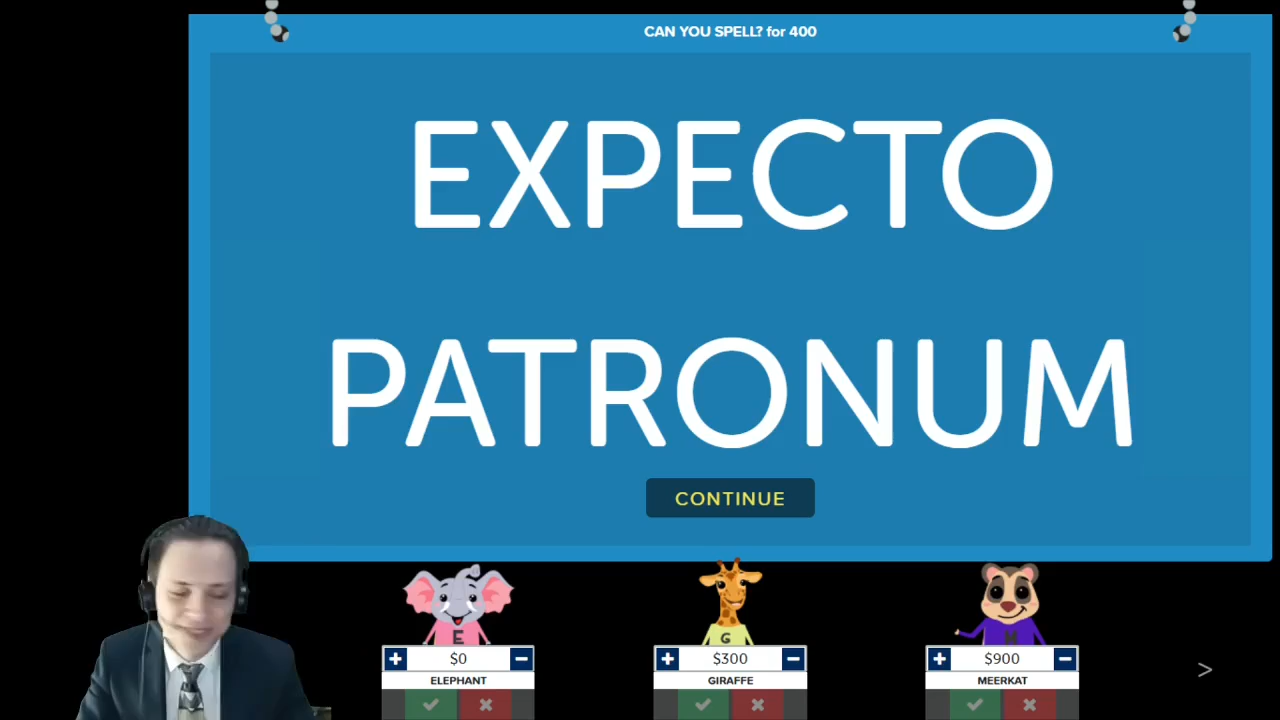 CAN YOU SPELL? for 400
EXPECTO
PATRONUM
CONTINUE
E
G
M
+ $0 −
+ $300 −
+ $900 −
ELEPHANT
GIRAFFE
MEERKAT
>